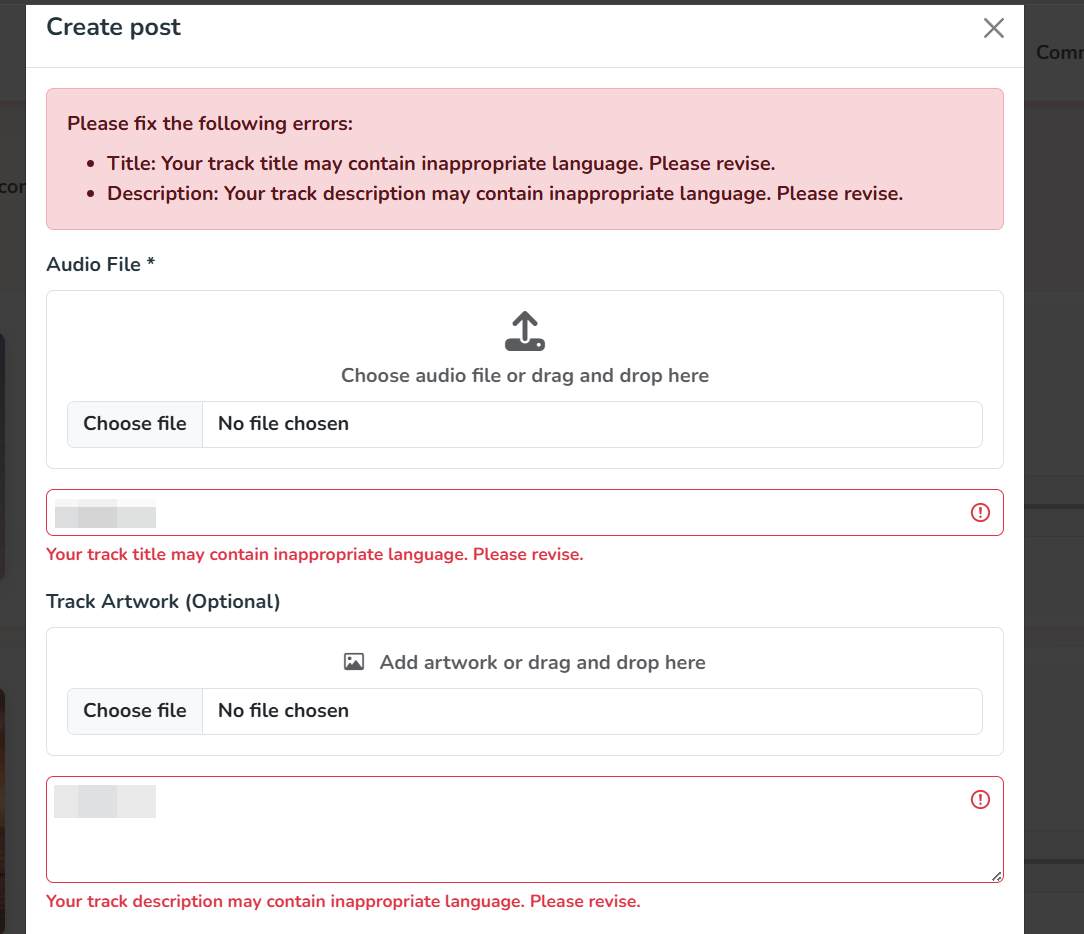 Create post
Comm
con
Please fix the following errors:
Title: Your track title may contain inappropriate language. Please revise.
Description: Your track description may contain inappropriate language. Please revise.
Audio File *
Choose audio file or drag and drop here
Choose file No file chosen
Your track title may contain inappropriate language. Please revise.
Track Artwork (Optional)
Add artwork or drag and drop here
Choose file No file chosen
Your track description may contain inappropriate language. Please revise.